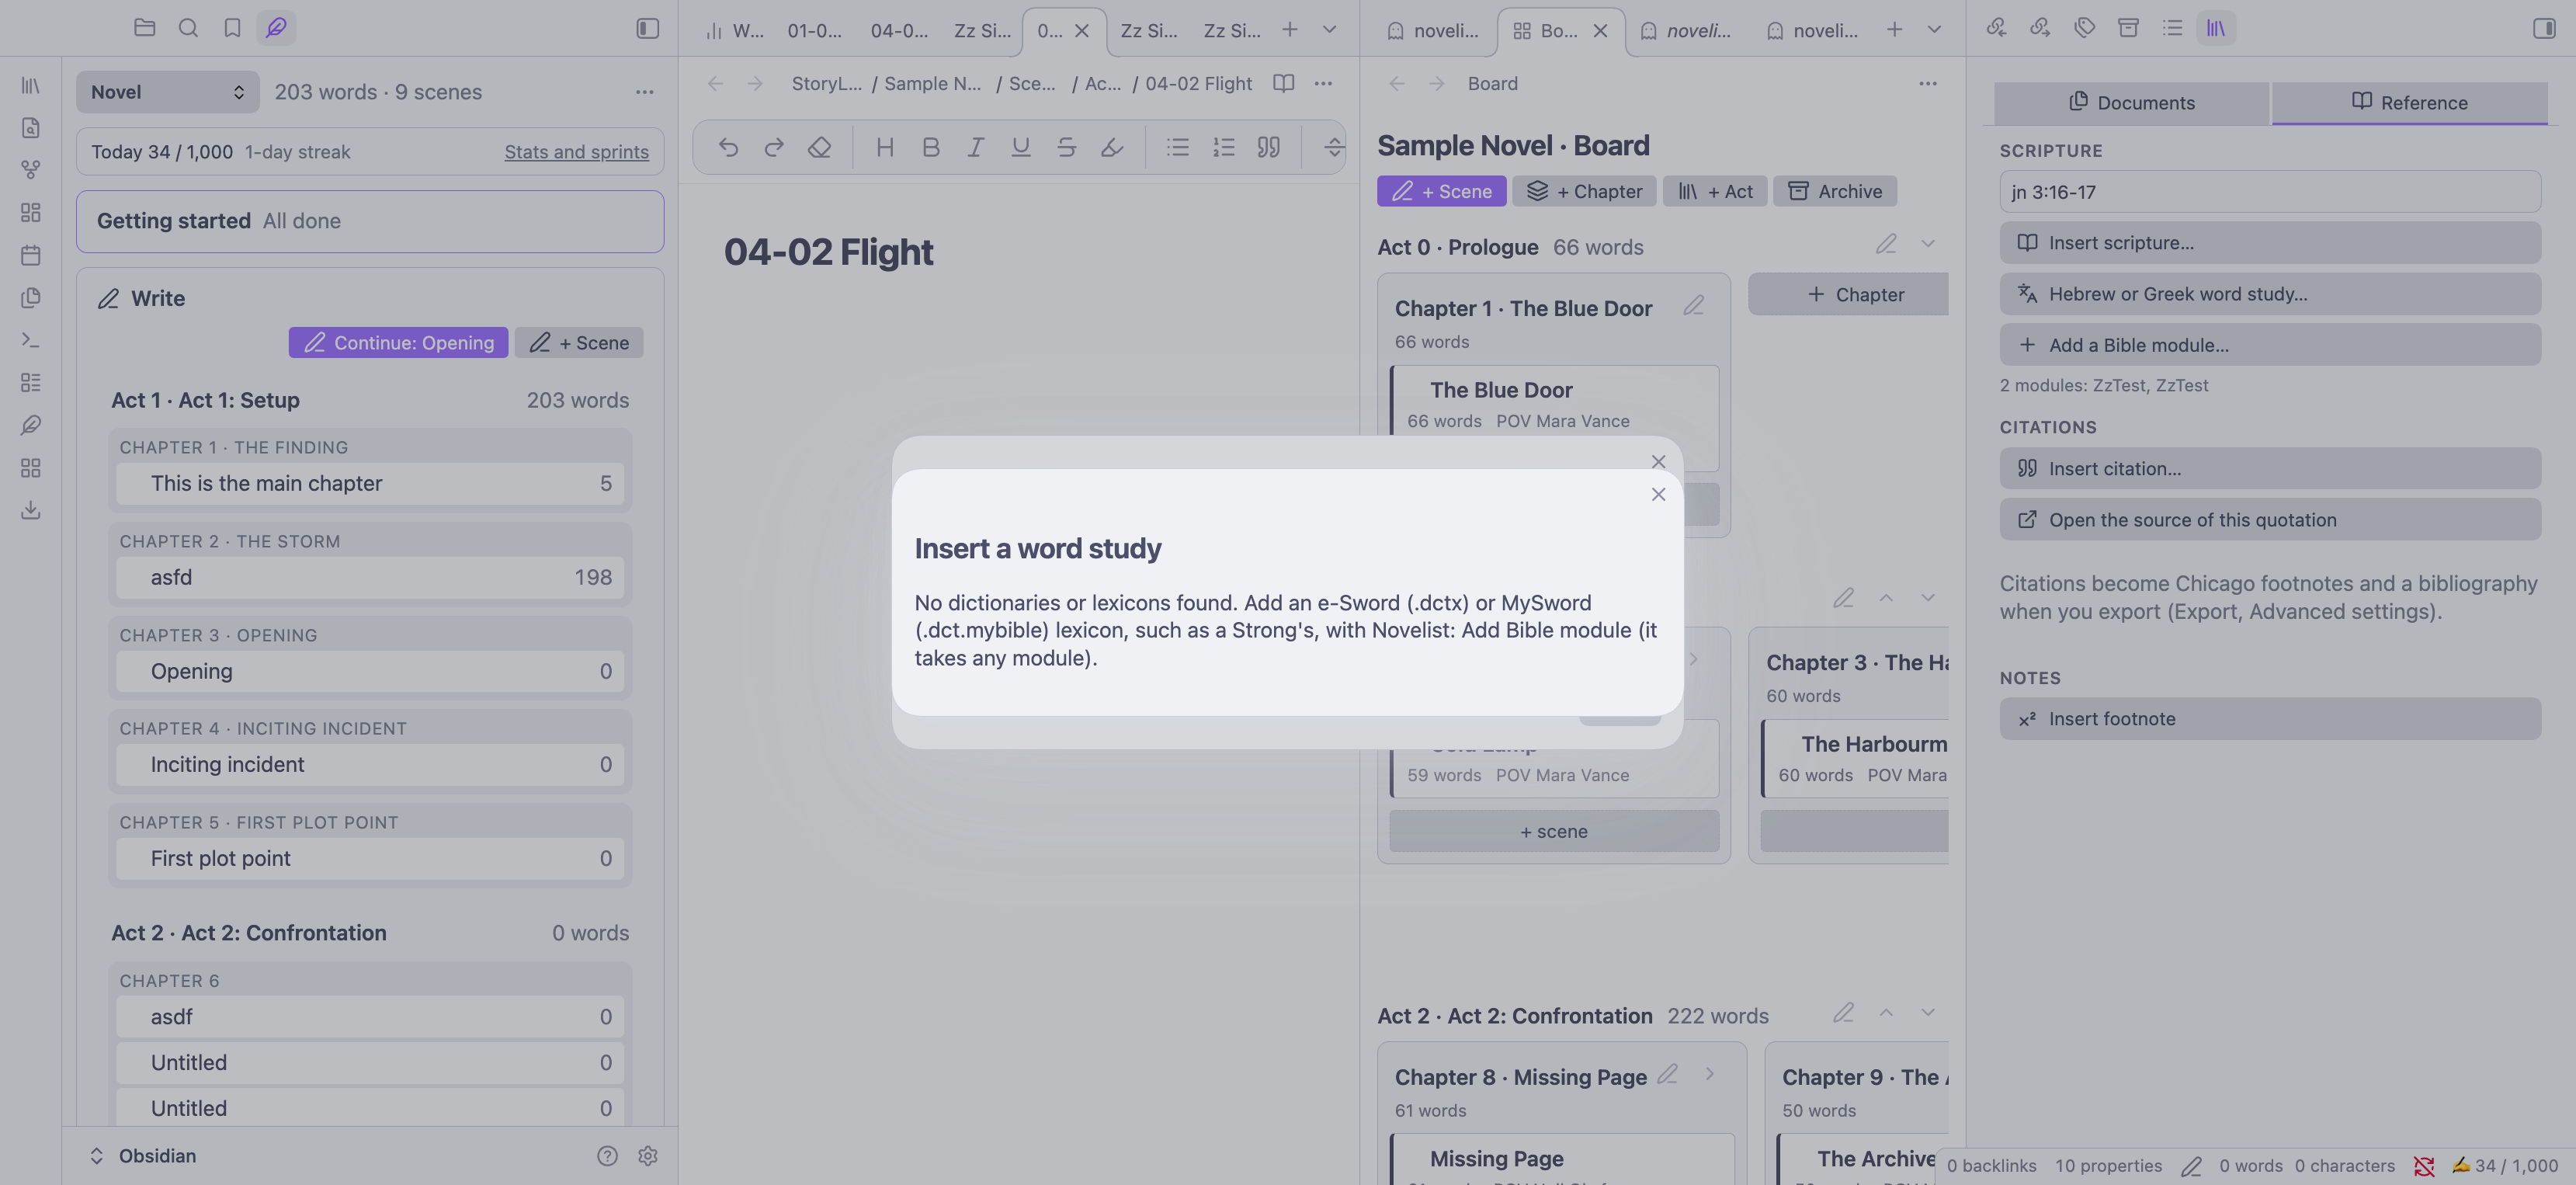 W...
01-0...
04-0...
Zz Si...
0...
Zz Si...
Zz Si...
noveli...
Bo...
noveli...
noveli...
Novel
203 words · 9 scenes
Today 34 / 1,000
1-day streak
Stats and sprints
Getting started
All done
Write
Continue: Opening
+ Scene
Act 1 · Act 1: Setup
203 words
CHAPTER 1 · THE FINDING
This is the main chapter
5
CHAPTER 2 · THE STORM
asfd
198
CHAPTER 3 · OPENING
Opening
0
CHAPTER 4 · INCITING INCIDENT
Inciting incident
0
CHAPTER 5 · FIRST PLOT POINT
First plot point
0
Act 2 · Act 2: Confrontation
0 words
CHAPTER 6
asdf
0
Untitled
0
Untitled
0
Obsidian
StoryL... / Sample N... / Sce... / Ac... / 04-02 Flight
04-02 Flight
Board
Sample Novel · Board
+ Scene
+ Chapter
+ Act
Archive
Act 0 · Prologue
66 words
Chapter 1 · The Blue Door
66 words
The Blue Door
66 words
POV Mara Vance
+ Chapter
Insert a word study
No dictionaries or lexicons found. Add an e-Sword (.dctx) or MySword
(.dct.mybible) lexicon, such as a Strong's, with Novelist: Add Bible module (it
takes any module).
59 words
POV Mara Vance
+ scene
Chapter 3 · The Ha
60 words
The Harbourm
60 words
POV Mara
Act 2 · Act 2: Confrontation
222 words
Chapter 8 · Missing Page
61 words
Missing Page
Chapter 9 · The
50 words
The Archive
Documents
Reference
SCRIPTURE
jn 3:16-17
Insert scripture...
Hebrew or Greek word study...
Add a Bible module...
2 modules: ZzTest, ZzTest
CITATIONS
Insert citation...
Open the source of this quotation
Citations become Chicago footnotes and a bibliography
when you export (Export, Advanced settings).
NOTES
Insert footnote
0 backlinks
10 properties
0 words
0 characters
34 / 1,000